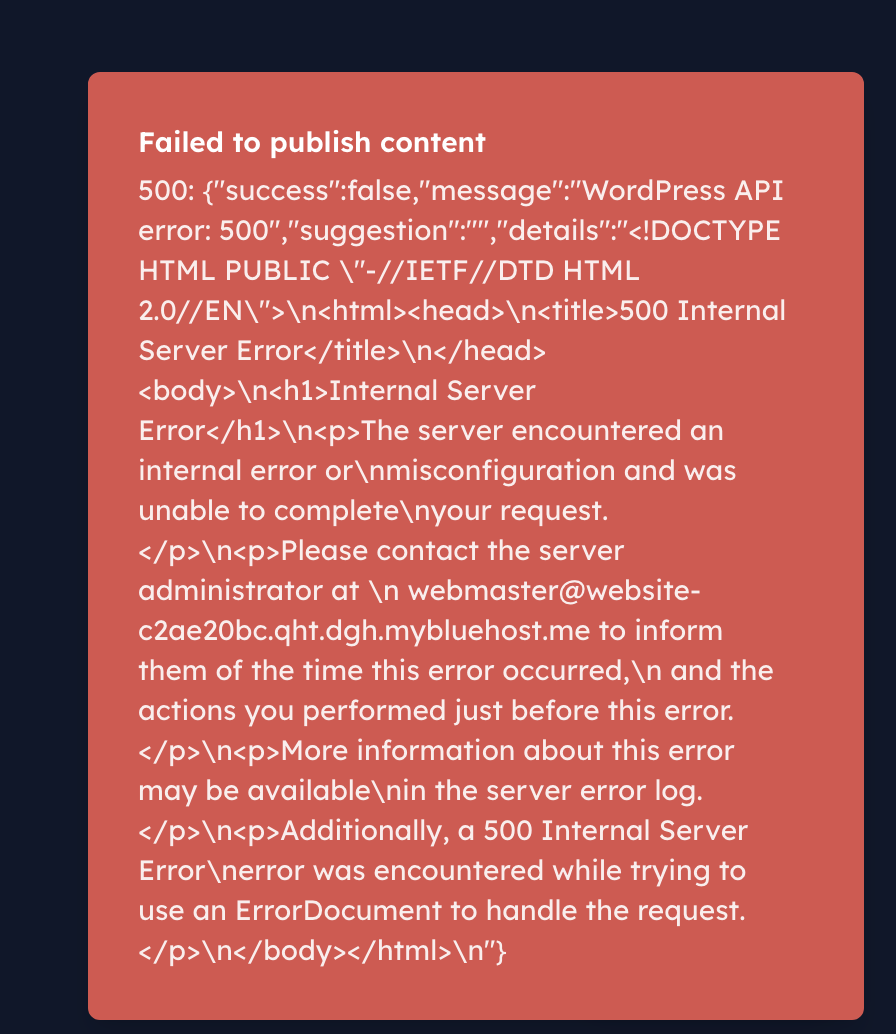 Failed to publish content
500: {"success":false,"message":"WordPress API
error: 500","suggestion":"","details":"<!DOCTYPE
HTML PUBLIC \"-//IETF//DTD HTML
2.0//EN\">\n<html><head>\n<title>500 Internal
Server Error</title>\n</head>
<body>\n<h1>Internal Server
Error</h1>\n<p>The server encountered an
internal error or\nmisconfiguration and was
unable to complete\nyour request.
</p>\n<p>Please contact the server
administrator at \n webmaster@website-
c2ae20bc.qht.dgh.mybluehost.me to inform
them of the time this error occurred,\n and the
actions you performed just before this error.
</p>\n<p>More information about this error
may be available\nin the server error log.
</p>\n<p>Additionally, a 500 Internal Server
Error\nerror was encountered while trying to
use an ErrorDocument to handle the request.
</p>\n</body></html>\n"}